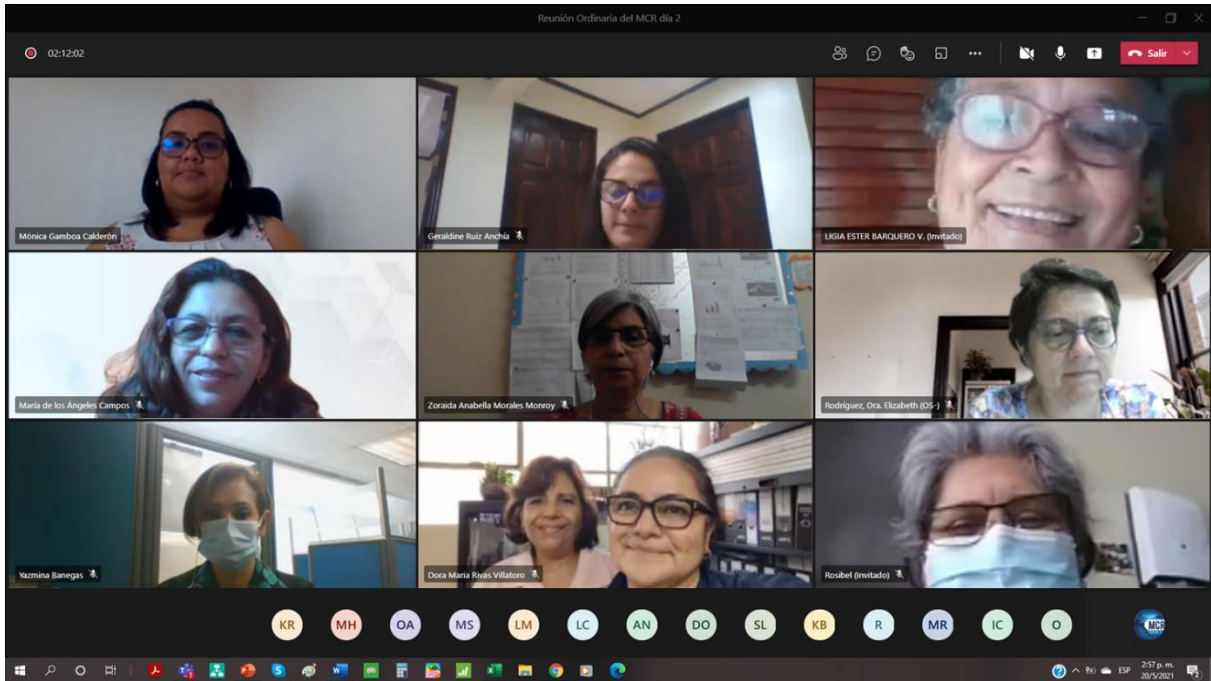 Reunión Ordinaria del MCR día 2
02:12:02
Salir
Mónica Gamboa Calderón
Geraldine Ruiz Anchía
LIGIA ESTER BARQUERO V. (Invitado)
María de los Ángeles Campos
Zoraida Anabella Morales Monroy
Rodríguez, Dra. Elizabeth (OS-)
Yazmina Banegas
Dora Maria Rivas Villatoro
Rosibel (Invitado)
KR MH OA MS LM LC AN DO SL KB R MR IC O MCR
ESP
2:57 p. m.
20/5/2021
2